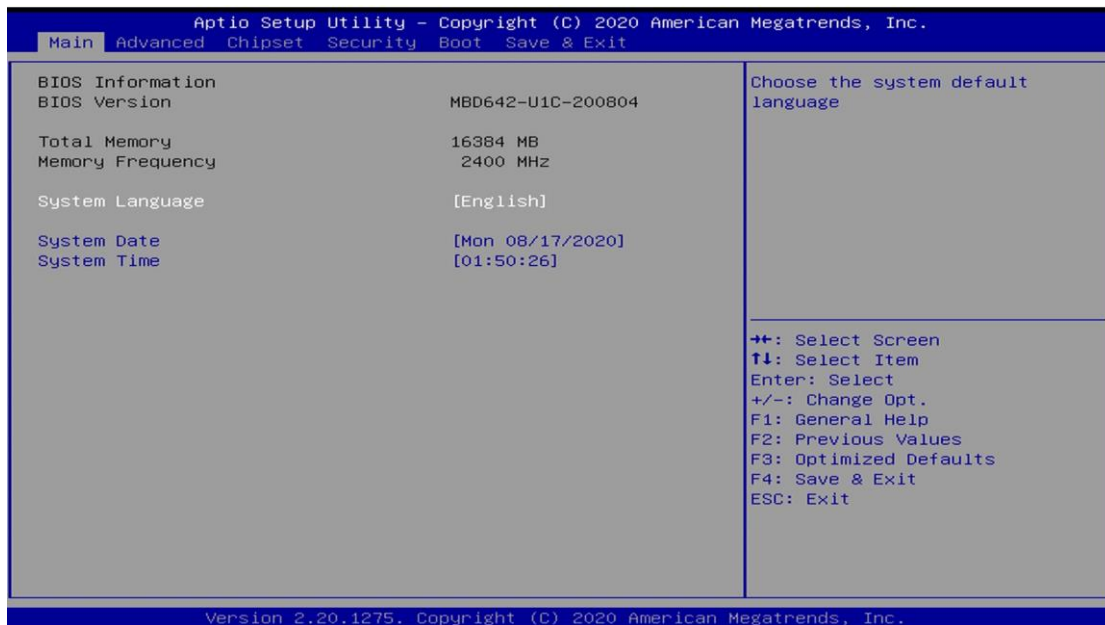 Aptio Setup Utility – Copyright (C) 2020 American Megatrends, Inc.
Main Advanced Chipset Security Boot Save & Exit
BIOS Information
BIOS Version MBD642-U1C-200804
Total Memory 16384 MB
Memory Frequency 2400 MHz
System Language [English]
System Date [Mon 08/17/2020]
System Time [01:50:26]
Choose the system default
language
→←: Select Screen
↑↓: Select Item
Enter: Select
+/-: Change Opt.
F1: General Help
F2: Previous Values
F3: Optimized Defaults
F4: Save & Exit
ESC: Exit
Version 2.20.1275. Copyright (C) 2020 American Megatrends, Inc.